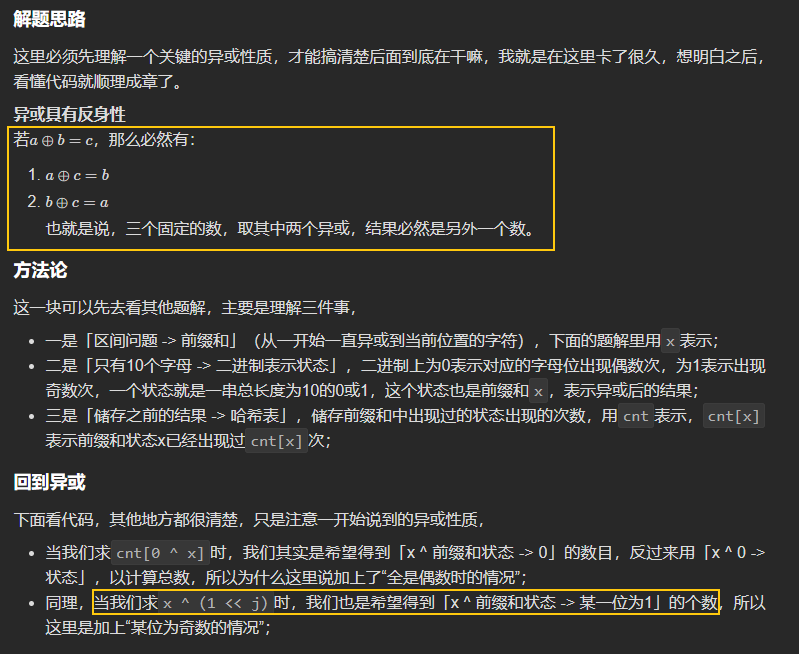 解题思路
这里必须先理解一个关键的异或性质，才能搞清楚后面到底在干嘛，我就是在这里卡了很久，想明白之后，
看懂代码就顺理成章了。
异或具有反身性
若a ⊕ b = c，那么必然有：
1. a ⊕ c = b
2. b ⊕ c = a
也就是说，三个固定的数，取其中两个异或，结果必然是另外一个数。
方法论
这一块可以先去看其他题解，主要是理解三件事，
• 一是「区间问题 -> 前缀和」（从一开始一直异或到当前位置的字符），下面的题解里用 x 表示；
• 二是「只有10个字母 -> 二进制表示状态」，二进制上为0表示对应的字母位出现偶数次，为1表示出现
奇数次，一个状态就是一串总长度为10的0或1，这个状态也是前缀和 x ，表示异或后的结果；
• 三是「储存之前的结果 -> 哈希表」，储存前缀和中出现过的状态出现的次数，用 cnt 表示， cnt[x]
表示前缀和状态x已经出现过 cnt[x] 次；
回到异或
下面看代码，其他地方都很清楚，只是注意一开始说到的异或性质，
• 当我们求 cnt[0 ^ x] 时，我们其实是希望得到「x ^ 前缀和状态 -> 0」的数目，反过来用「x ^ 0 ->
状态」，以计算总数，所以为什么这里说加上了“全是偶数时的情况”；
• 同理，当我们求 x ^ (1 << j) 时，我们也是希望得到「x ^ 前缀和状态 -> 某一位为1」的个数，所以
这里是加上“某位为奇数的情况”；